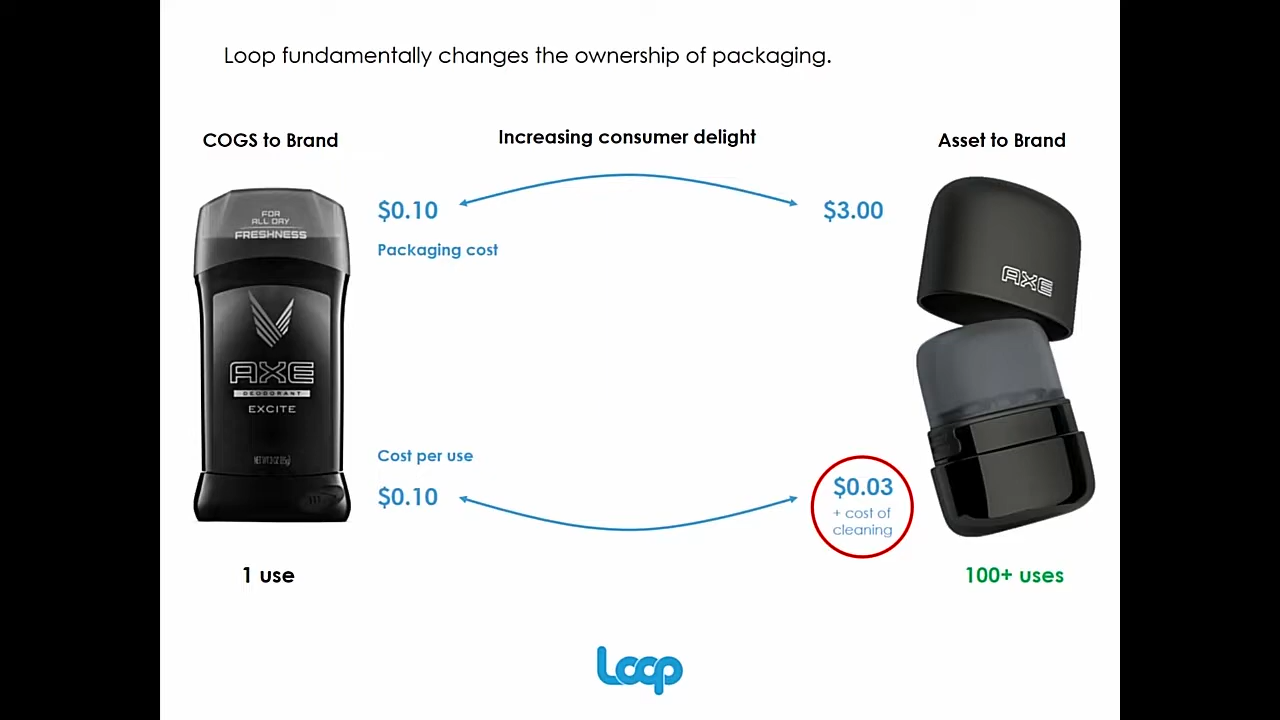 Loop fundamentally changes the ownership of packaging.
COGS to Brand
Increasing consumer delight
Asset to Brand
FOR
ALL DAY
FRESHNESS
AXE
DEODORANT
EXCITE
$0.10
Packaging cost
$3.00
AXE
Cost per use
$0.10
$0.03
+ cost of
cleaning
1 use
100+ uses
Loop